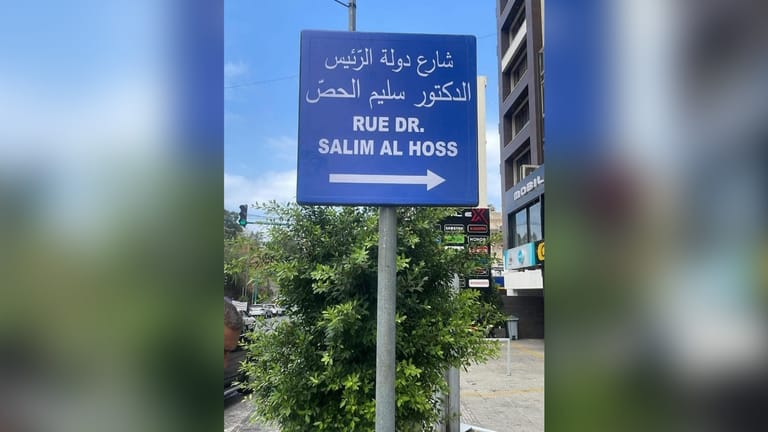 شارع دولة الرّئيس
الدكتور سليم الحصّ
RUE DR.
SALIM AL HOSS
MOBIL